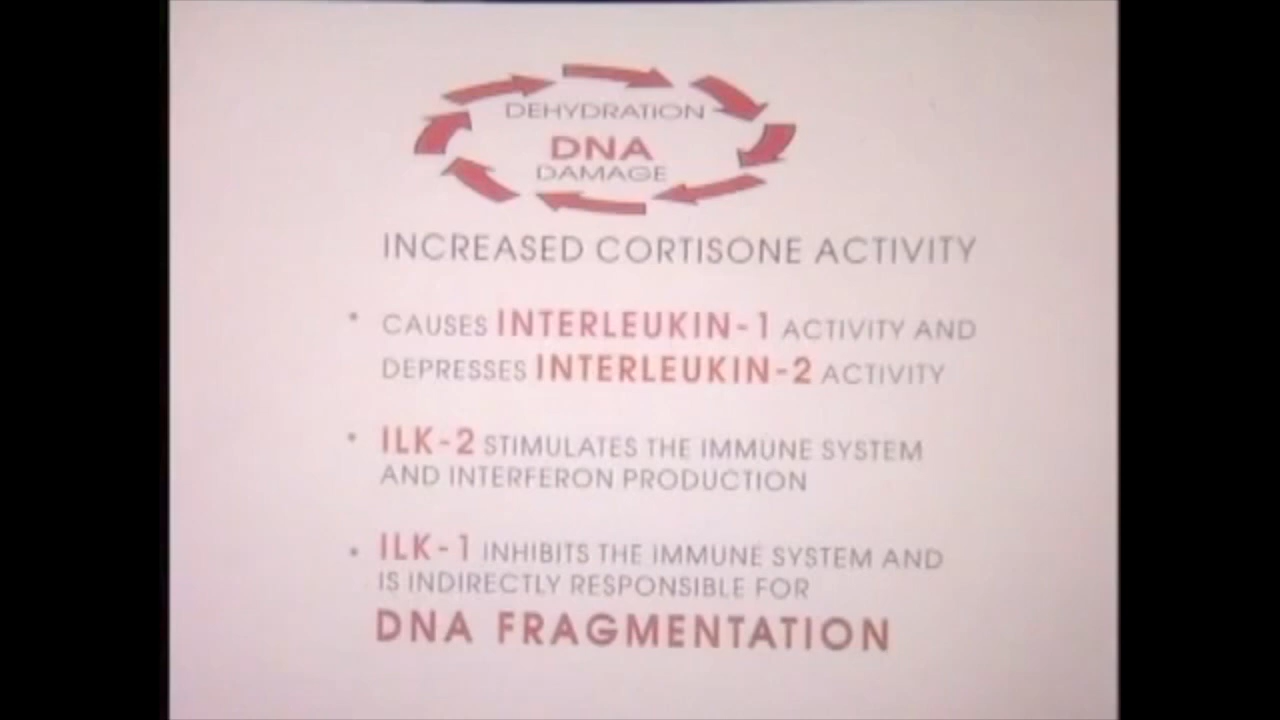 DEHYDRATION
DNA
DAMAGE
INCREASED CORTISONE ACTIVITY
• CAUSES INTERLEUKIN-1 ACTIVITY AND
DEPRESSES INTERLEUKIN-2 ACTIVITY
• ILK-2 STIMULATES THE IMMUNE SYSTEM
AND INTERFERON PRODUCTION
• ILK-1 INHIBITS THE IMMUNE SYSTEM AND
IS INDIRECTLY RESPONSIBLE FOR
DNA FRAGMENTATION